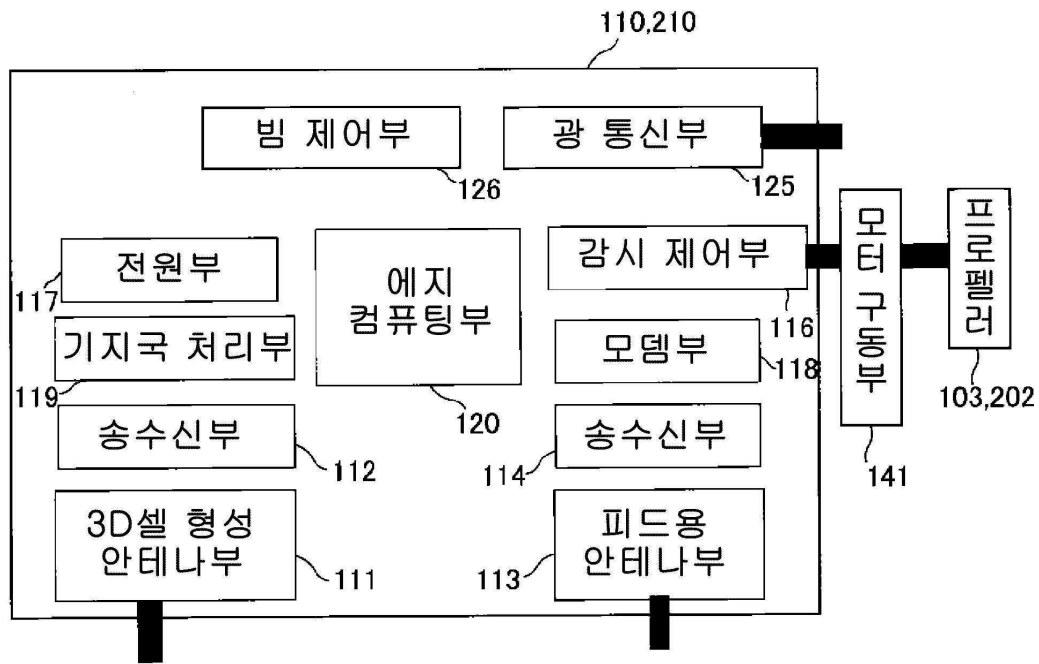 110,210
빔 제어부
126
광 통신부
125
전원부
117
에지
컴퓨팅부
120
감시 제어부
116
모터 구동부
141
프로펠러
103,202
기지국 처리부
119
모뎀부
118
송수신부
112
송수신부
114
3D셀 형성
안테나부
111
피드용
안테나부
113